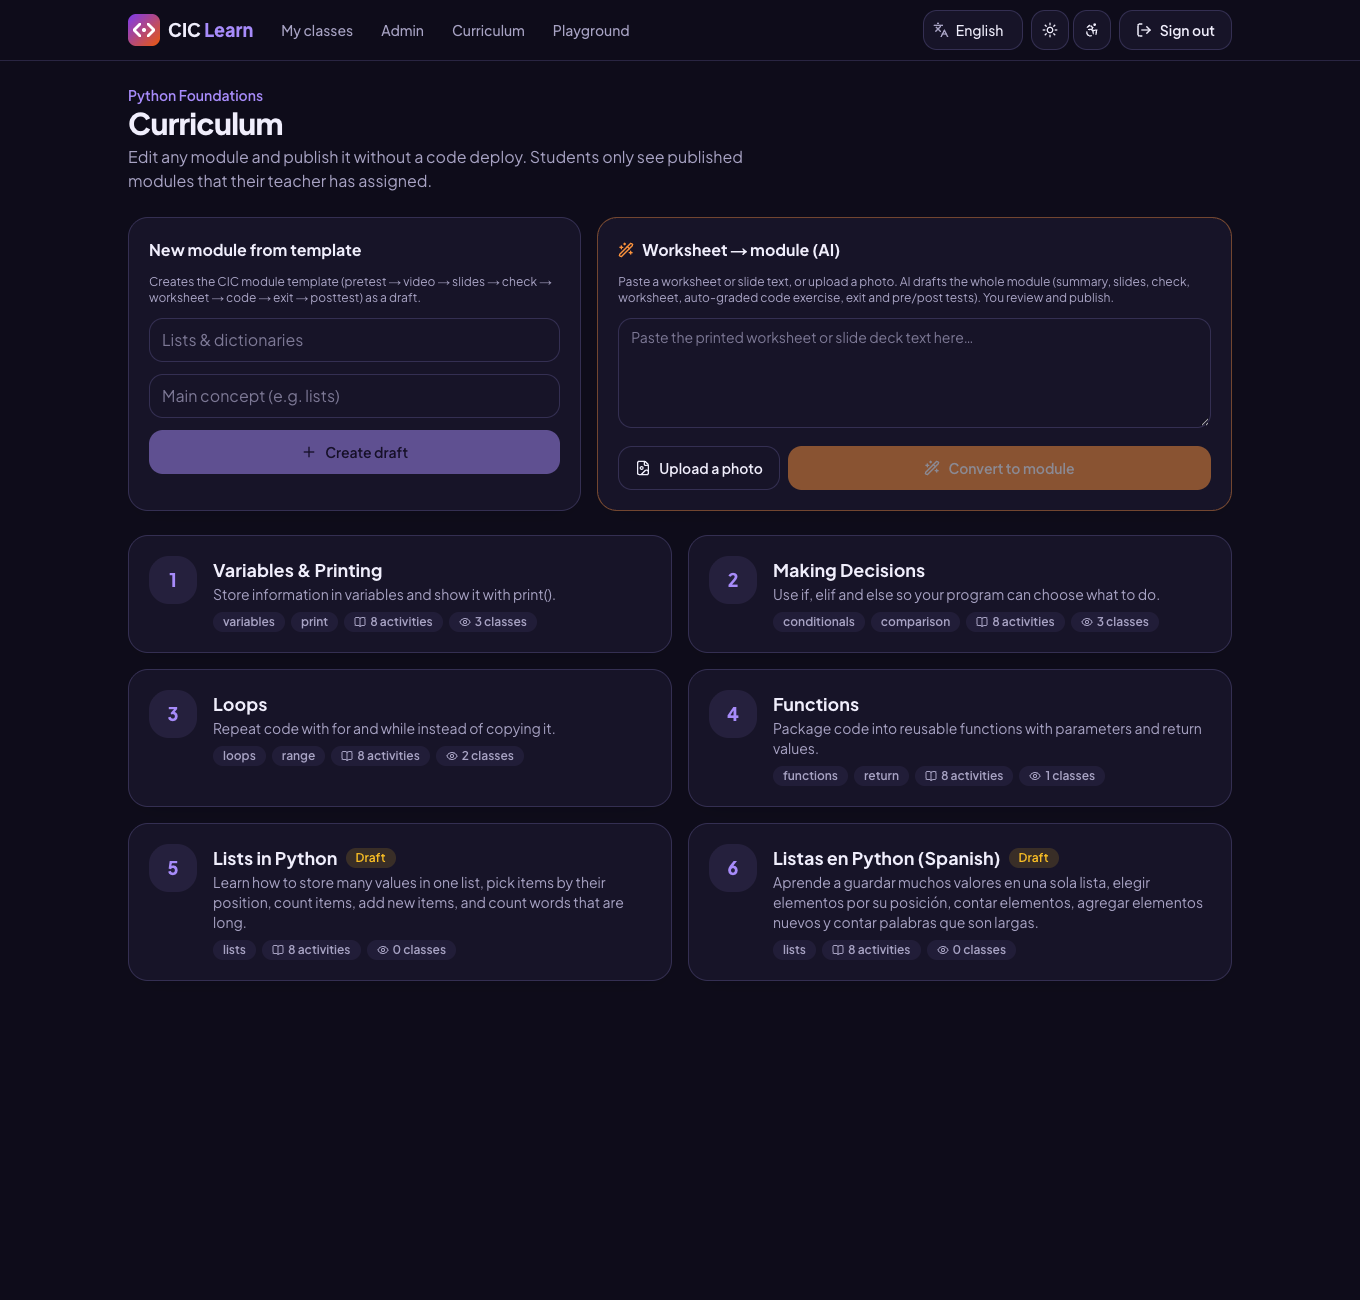 CIC Learn
My classes
Admin
Curriculum
Playground
English
Sign out
Python Foundations
Curriculum
Edit any module and publish it without a code deploy. Students only see published
modules that their teacher has assigned.
New module from template
Creates the CIC module template (pretest → video → slides → check →
worksheet → code → exit → posttest) as a draft.
Lists & dictionaries
Main concept (e.g. lists)
Create draft
Worksheet → module (AI)
Paste a worksheet or slide text, or upload a photo. AI drafts the whole module (summary, slides, check,
worksheet, auto-graded code exercise, exit and pre/post tests). You review and publish.
Paste the printed worksheet or slide deck text here…
Upload a photo
Convert to module
1
Variables & Printing
Store information in variables and show it with print().
variables
print
8 activities
3 classes
2
Making Decisions
Use if, elif and else so your program can choose what to do.
conditionals
comparison
8 activities
3 classes
3
Loops
Repeat code with for and while instead of copying it.
loops
range
8 activities
2 classes
4
Functions
Package code into reusable functions with parameters and return
values.
functions
return
8 activities
1 classes
5
Lists in Python
Draft
Learn how to store many values in one list, pick items by their
position, count items, add new items, and count words that are
long.
lists
8 activities
0 classes
6
Listas en Python (Spanish)
Draft
Aprende a guardar muchos valores en una sola lista, elegir
elementos por su posición, contar elementos, agregar elementos
nuevos y contar palabras que son largas.
lists
8 activities
0 classes